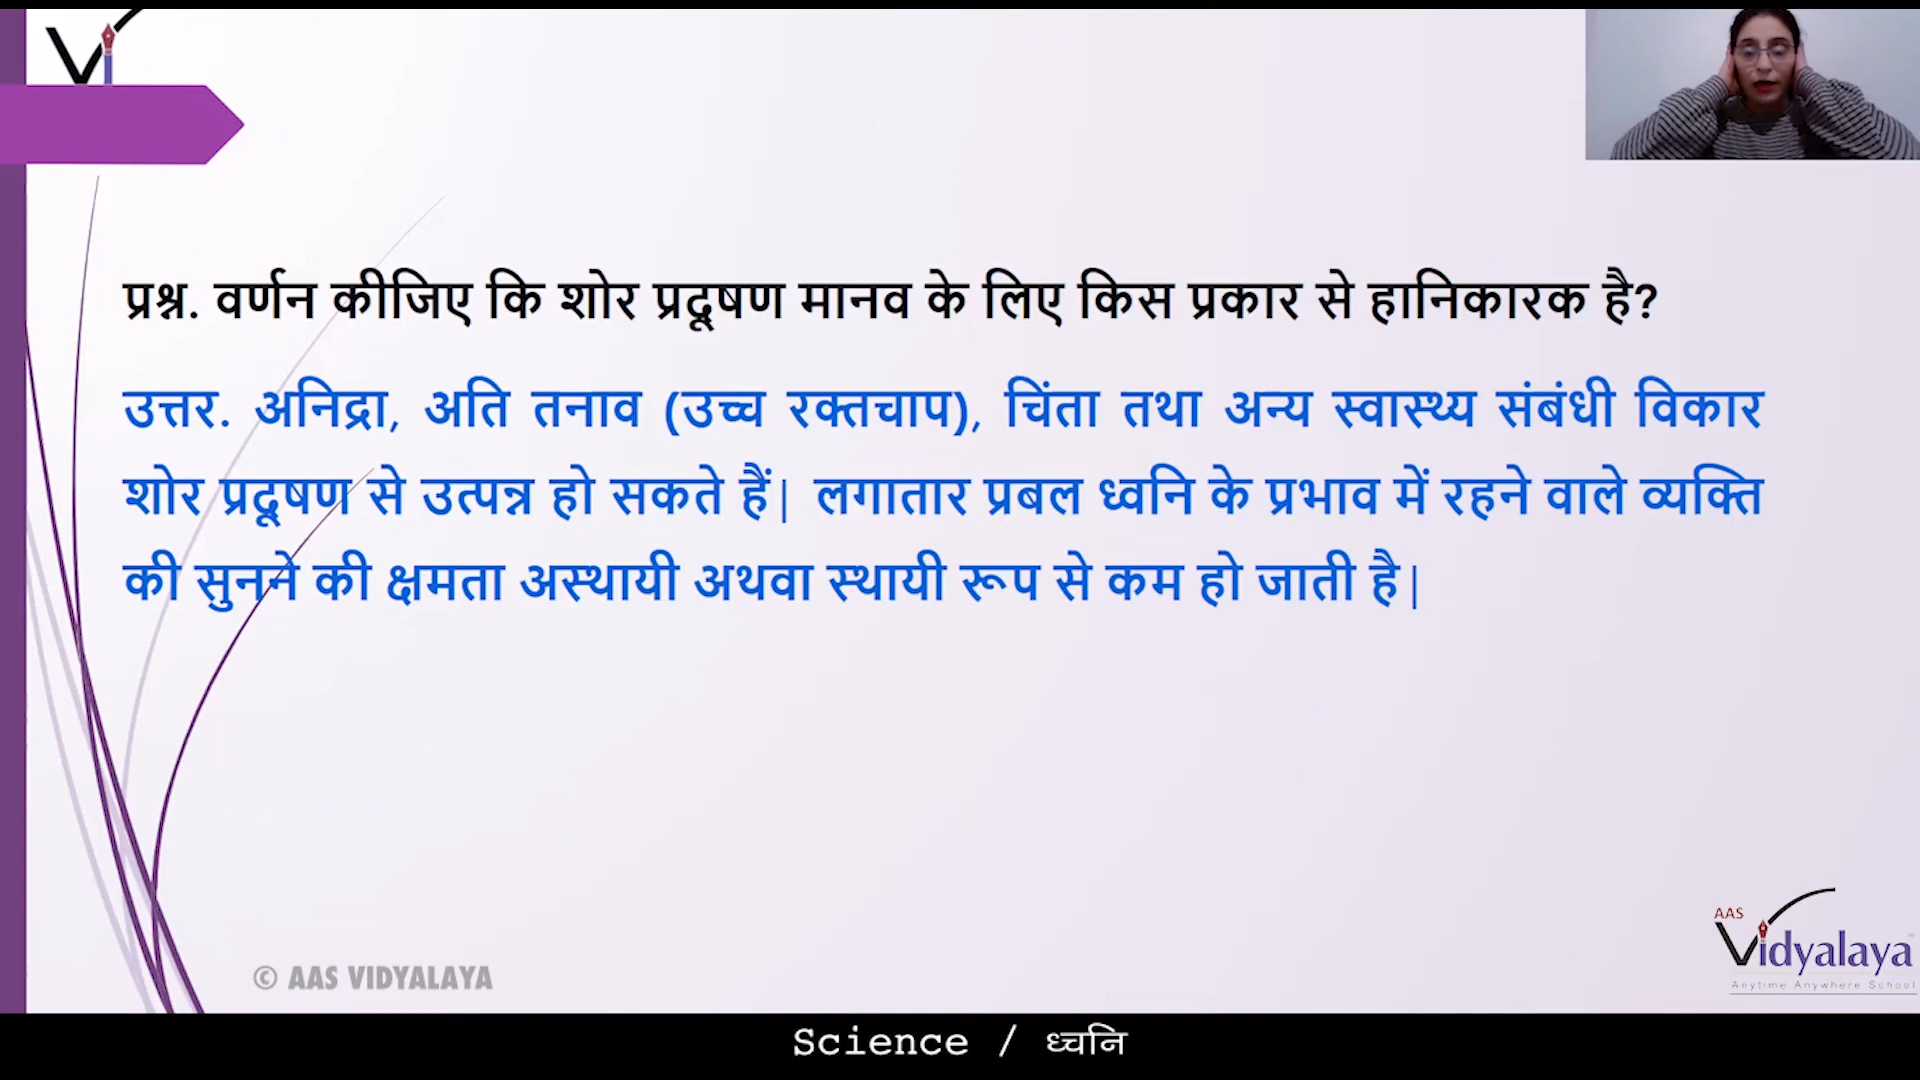 Vi
प्रश्न. वर्णन कीजिए कि शोर प्रदूषण मानव के लिए किस प्रकार से हानिकारक है?
उत्तर. अनिद्रा, अति तनाव (उच्च रक्तचाप), चिंता तथा अन्य स्वास्थ्य संबंधी विकार
शोर प्रदूषण से उत्पन्न हो सकते हैं| लगातार प्रबल ध्वनि के प्रभाव में रहने वाले व्यक्ति
की सुनने की क्षमता अस्थायी अथवा स्थायी रूप से कम हो जाती है|
AAS
Vidyalaya
Anytime Anywhere School
© AAS VIDYALAYA
Science / ध्वनि